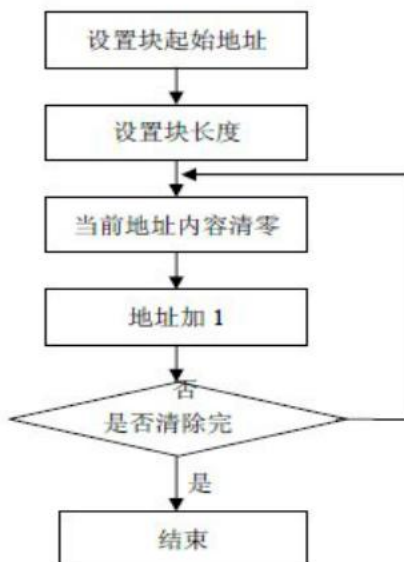 设置块起始地址
设置块长度
当前地址内容清零
地址加 1
否
是否清除完
是
结束